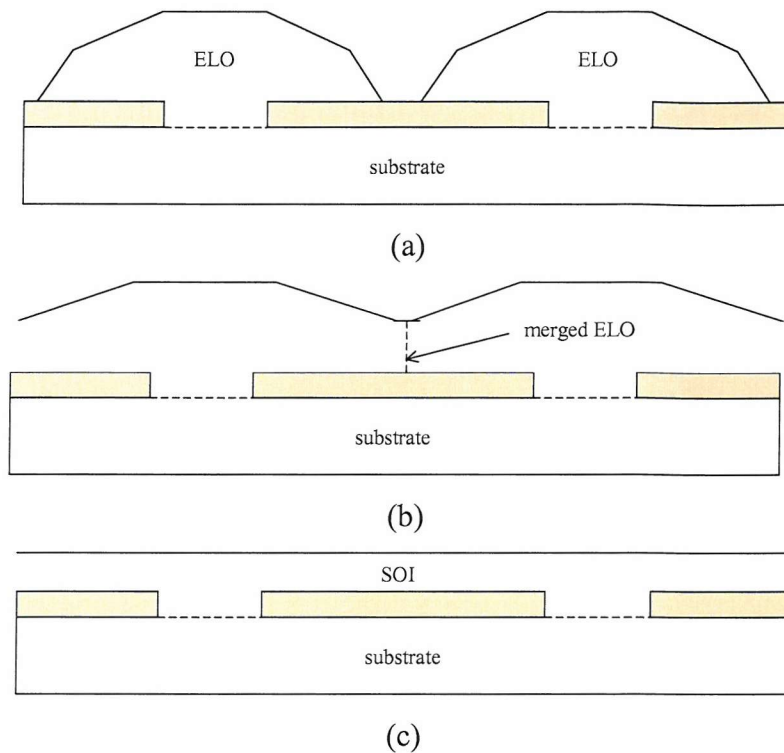 ELO
ELO
substrate
(a)
merged ELO
substrate
(b)
SOI
substrate
(c)